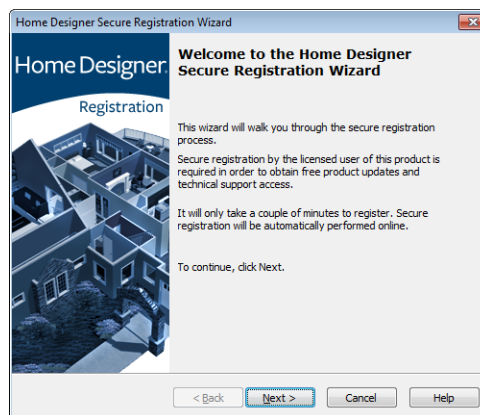 Home Designer Secure Registration Wizard
Home Designer.
Registration
Welcome to the Home Designer
Secure Registration Wizard
This wizard will walk you through the secure registration
process.
Secure registration by the licensed user of this product is
required in order to obtain free product updates and
technical support access.
It will only take a couple of minutes to register. Secure
registration will be automatically performed online.
To continue, click Next.
< Back
Next >
Cancel
Help